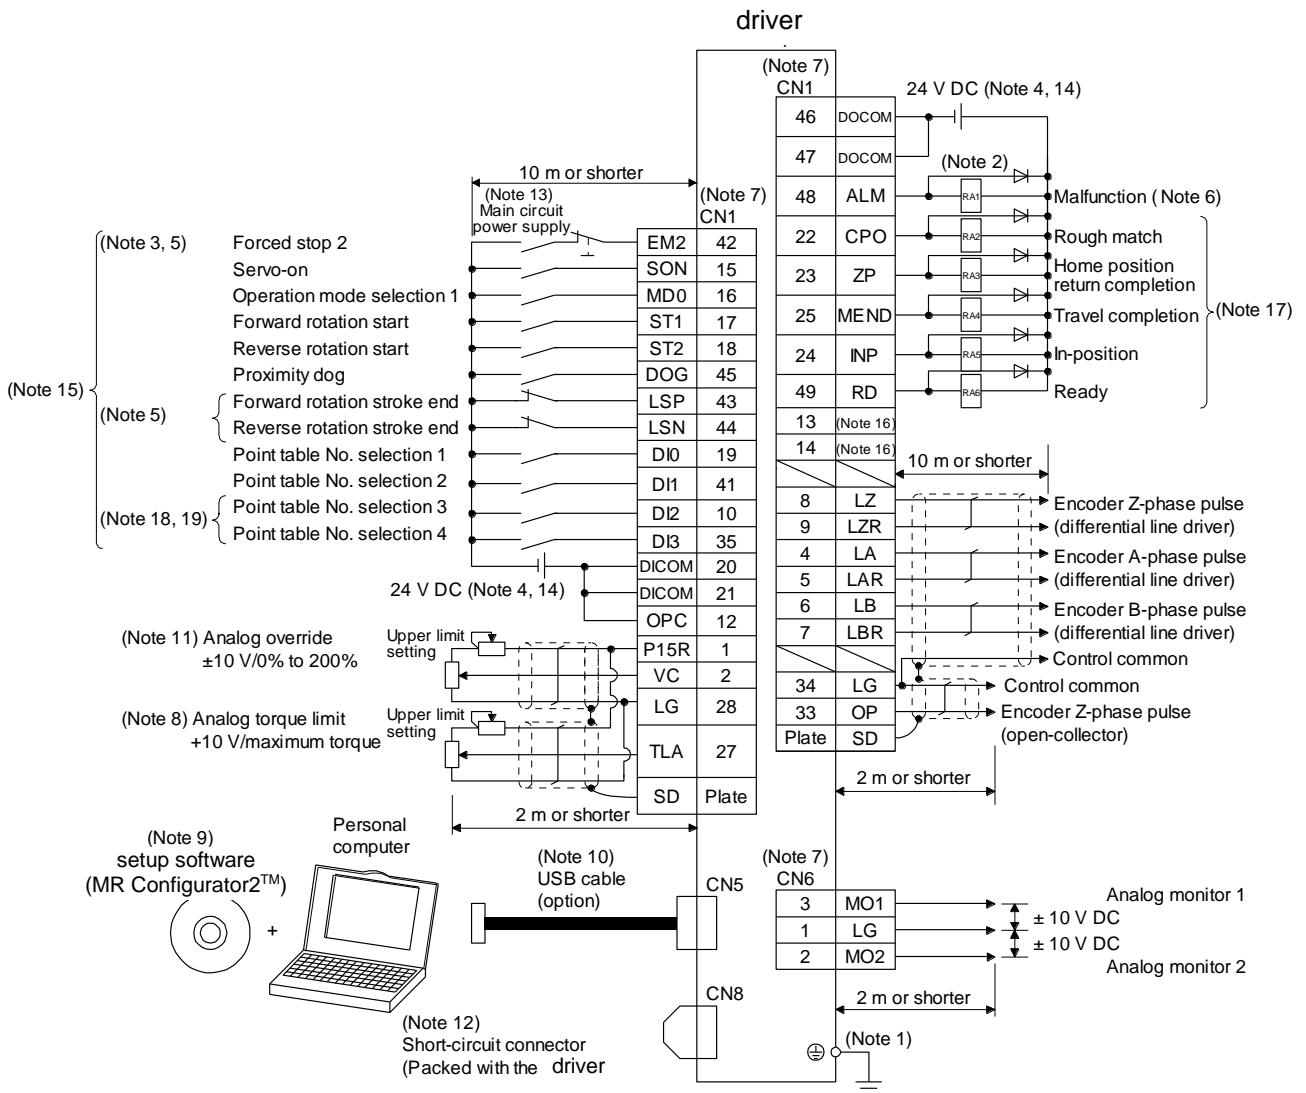 driver
(Note 7)
CN1
24 V DC (Note 4, 14)
46 DOCOM
47 DOCOM
(Note 2)
48 ALM RA1 Malfunction ( Note 6)
22 CPO RA2 Rough match
23 ZP RA3 Home position
return completion
25 MEND RA4 Travel completion
(Note 17)
24 INP RA5 In-position
49 RD RA6 Ready
13 (Note 16)
14 (Note 16)
10 m or shorter
8 LZ Encoder Z-phase pulse
9 LZR (differential line driver)
4 LA Encoder A-phase pulse
5 LAR (differential line driver)
6 LB Encoder B-phase pulse
7 LBR (differential line driver)
Control common
34 LG Control common
33 OP Encoder Z-phase pulse
(open-collector)
Plate SD
2 m or shorter
10 m or shorter
(Note 13)
Main circuit
power supply
(Note 7)
CN1
(Note 15)
(Note 3, 5) Forced stop 2 EM2 42
Servo-on SON 15
Operation mode selection 1 MD0 16
Forward rotation start ST1 17
Reverse rotation start ST2 18
Proximity dog DOG 45
(Note 5)
Forward rotation stroke end LSP 43
Reverse rotation stroke end LSN 44
Point table No. selection 1 DI0 19
Point table No. selection 2 DI1 41
(Note 18, 19)
Point table No. selection 3 DI2 10
Point table No. selection 4 DI3 35
DICOM 20
24 V DC (Note 4, 14) DICOM 21
OPC 12
(Note 11) Analog override
±10 V/0% to 200%
Upper limit
setting
P15R 1
VC 2
LG 28
(Note 8) Analog torque limit
+10 V/maximum torque
Upper limit
setting
TLA 27
SD Plate
2 m or shorter
(Note 9)
setup software
(MR Configurator2TM)
+
Personal
computer
(Note 10)
USB cable
(option)
CN5
CN8
(Note 12)
Short-circuit connector
(Packed with the driver
(Note 7)
CN6
3 MO1 Analog monitor 1
± 10 V DC
1 LG
± 10 V DC
2 MO2 Analog monitor 2
2 m or shorter
(Note 1)